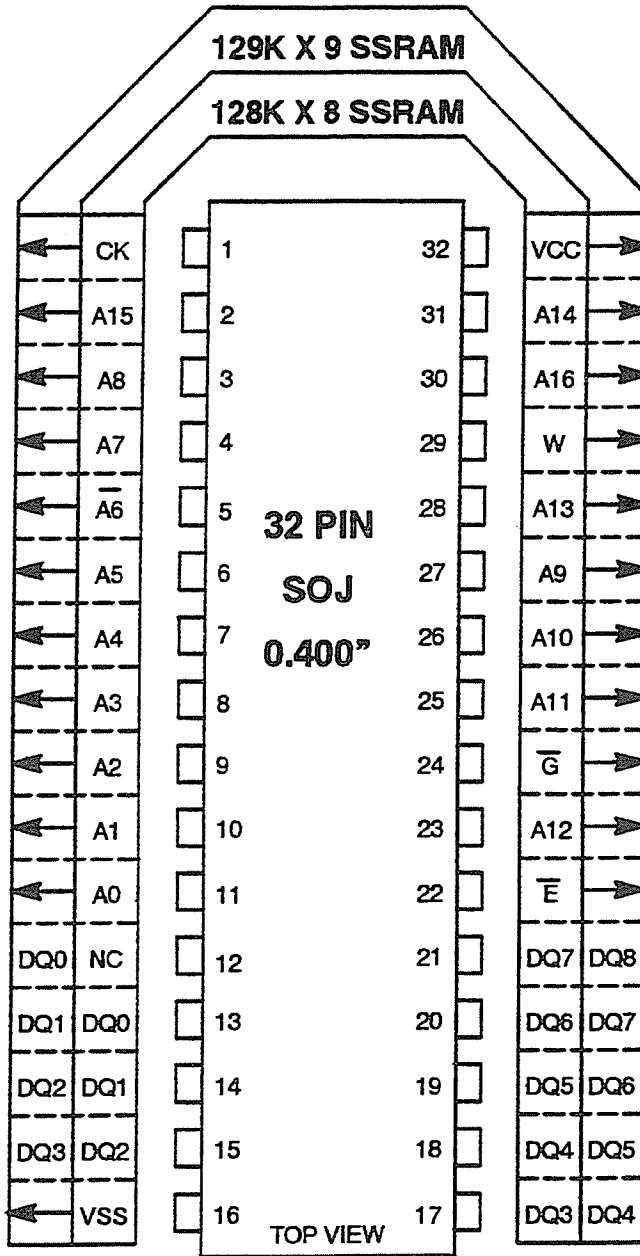 129K X 9 SSRAM
128K X 8 SSRAM
CK 1 32 VCC
A15 2 31 A14
A8 3 30 A16
A7 4 29 W
A̅6̅ 5 28 A13
32 PIN
A5 6 27 A9
SOJ
A4 7 26 A10
0.400”
A3 8 25 A11
A2 9 24 G̅
A1 10 23 A12
A0 11 22 E̅
DQ0 NC 12 21 DQ7 DQ8
DQ1 DQ0 13 20 DQ6 DQ7
DQ2 DQ1 14 19 DQ5 DQ6
DQ3 DQ2 15 18 DQ4 DQ5
VSS 16 17 DQ3 DQ4
TOP VIEW